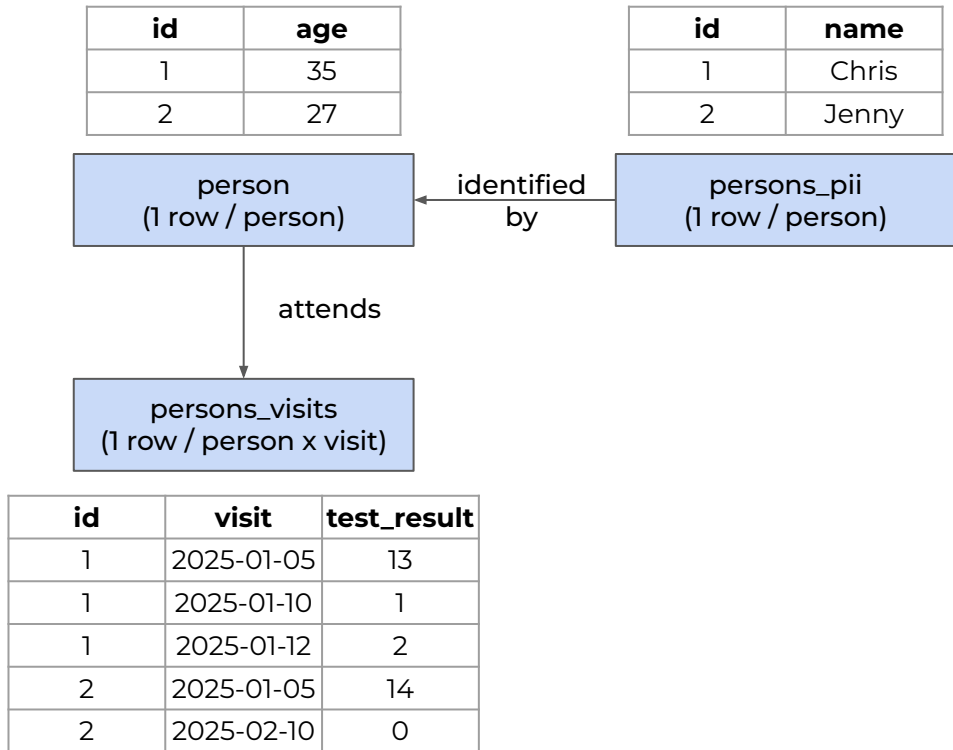 id age
1 35
2 27
id name
1 Chris
2 Jenny
person
(1 row / person)
identified
by
persons_pii
(1 row / person)
attends
persons_visits
(1 row / person x visit)
id visit test_result
1 2025-01-05 13
1 2025-01-10 1
1 2025-01-12 2
2 2025-01-05 14
2 2025-02-10 0